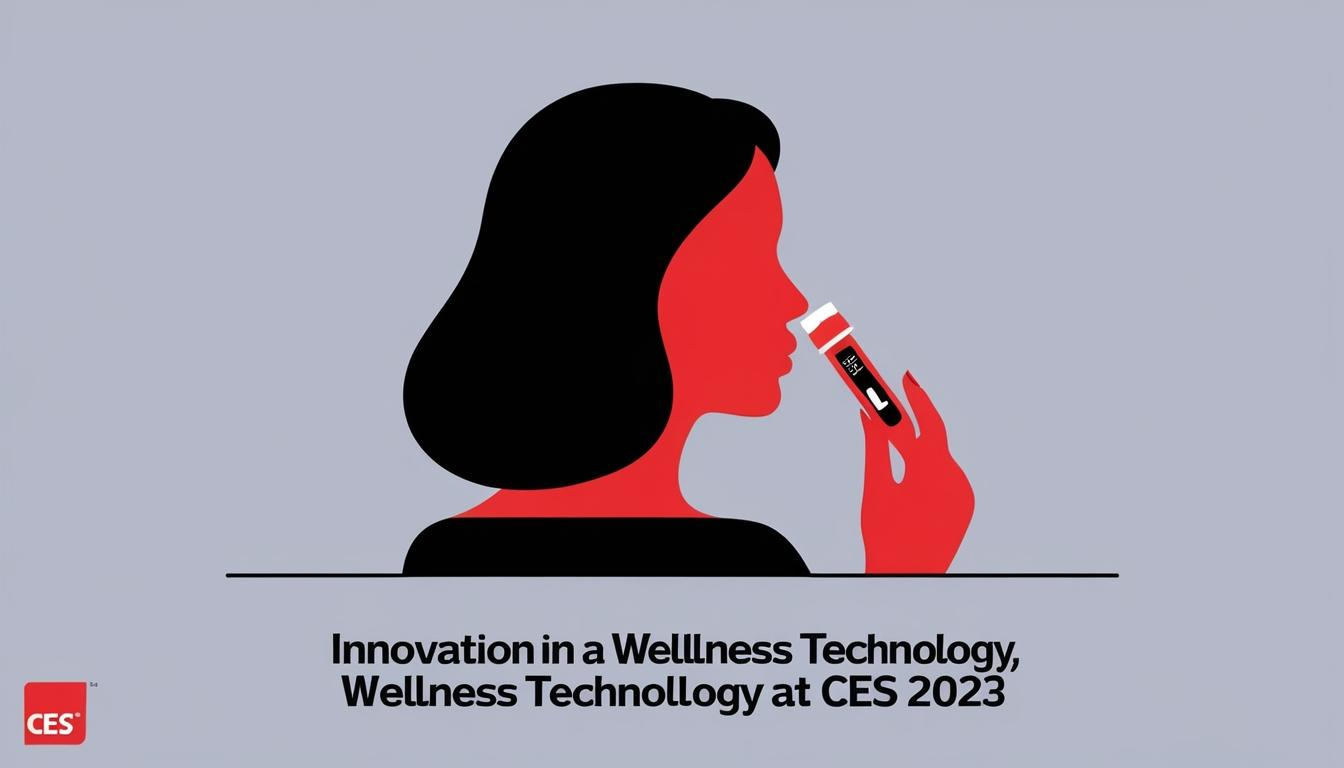 Innovation in a Welllness Technology,
Wellness Technollogy at CES 2023
CES